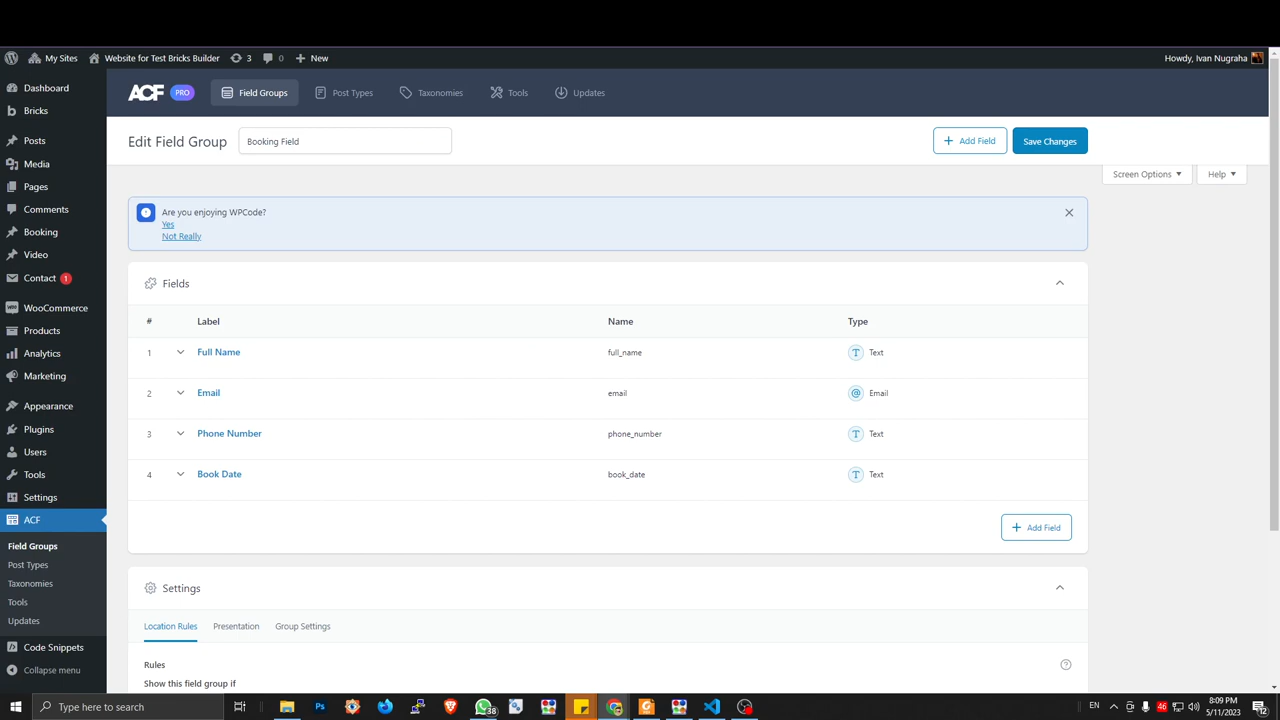 My Sites
Website for Test Bricks Builder
3
0
New
Howdy, Ivan Nugraha
Dashboard
Bricks
Posts
Media
Pages
Comments
Booking
Video
Contact 1
WooCommerce
Products
Analytics
Marketing
Appearance
Plugins
Users
Tools
Settings
ACF
Field Groups
Post Types
Taxonomies
Tools
Updates
Code Snippets
Collapse menu
ACF PRO
Field Groups
Post Types
Taxonomies
Tools
Updates
Edit Field Group
Booking Field
Add Field
Save Changes
Screen Options
Help
Are you enjoying WPCode?
Yes
Not Really
Fields
# Label Name Type
1 Full Name full_name Text
2 Email email Email
3 Phone Number phone_number Text
4 Book Date book_date Text
Add Field
Settings
Location Rules Presentation Group Settings
Rules
Show this field group if
Type here to search
38
EN
46
8:09 PM
5/11/2023
12